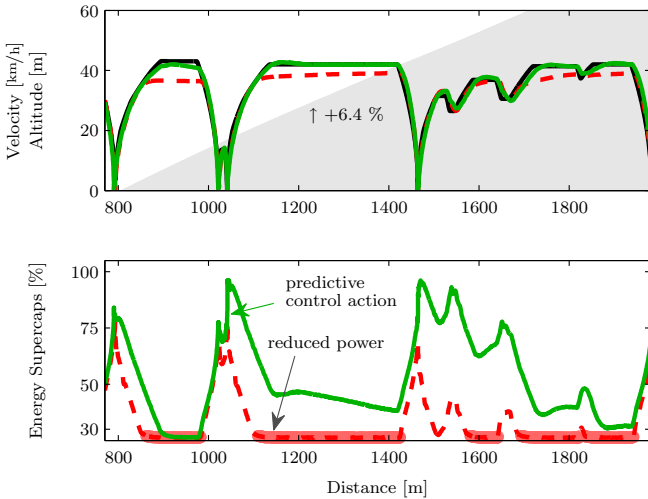 Velocity [km/h]
Altitude [m]
60
40
20
0
↑ +6.4 %
800
1000
1200
1400
1600
1800
Energy Supercaps [%]
100
75
50
30
predictive
control action
reduced power
800
1000
1200
1400
1600
1800
Distance [m]